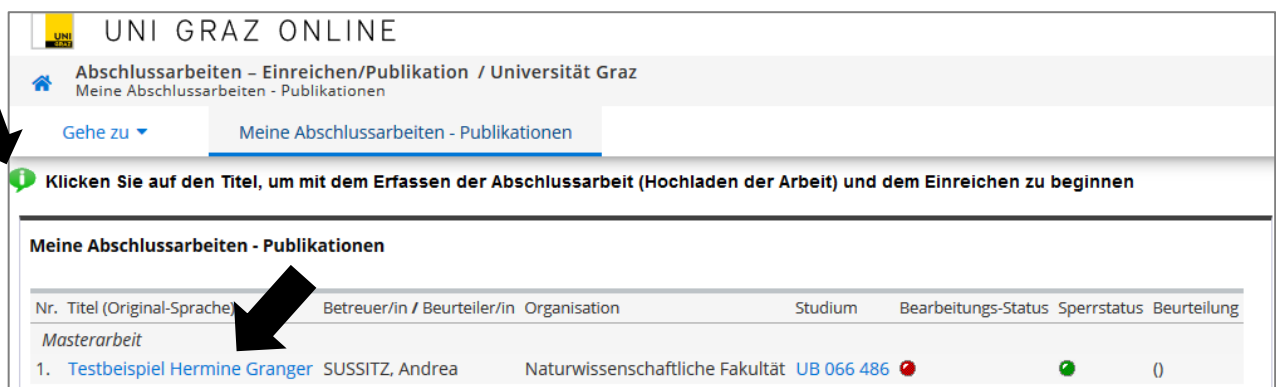 UNI GRAZ
UNI GRAZ ONLINE
Abschlussarbeiten – Einreichen/Publikation / Universität Graz
Meine Abschlussarbeiten - Publikationen
Gehe zu Meine Abschlussarbeiten - Publikationen
Klicken Sie auf den Titel, um mit dem Erfassen der Abschlussarbeit (Hochladen der Arbeit) und dem Einreichen zu beginnen
Meine Abschlussarbeiten - Publikationen
Nr. Titel (Original-Sprache) Betreuer/in / Beurteiler/in Organisation Studium Bearbeitungs-Status Sperrstatus Beurteilung
Masterarbeit
1. Testbeispiel Hermine Granger SUSSITZ, Andrea Naturwissenschaftliche Fakultät UB 066 486 ()